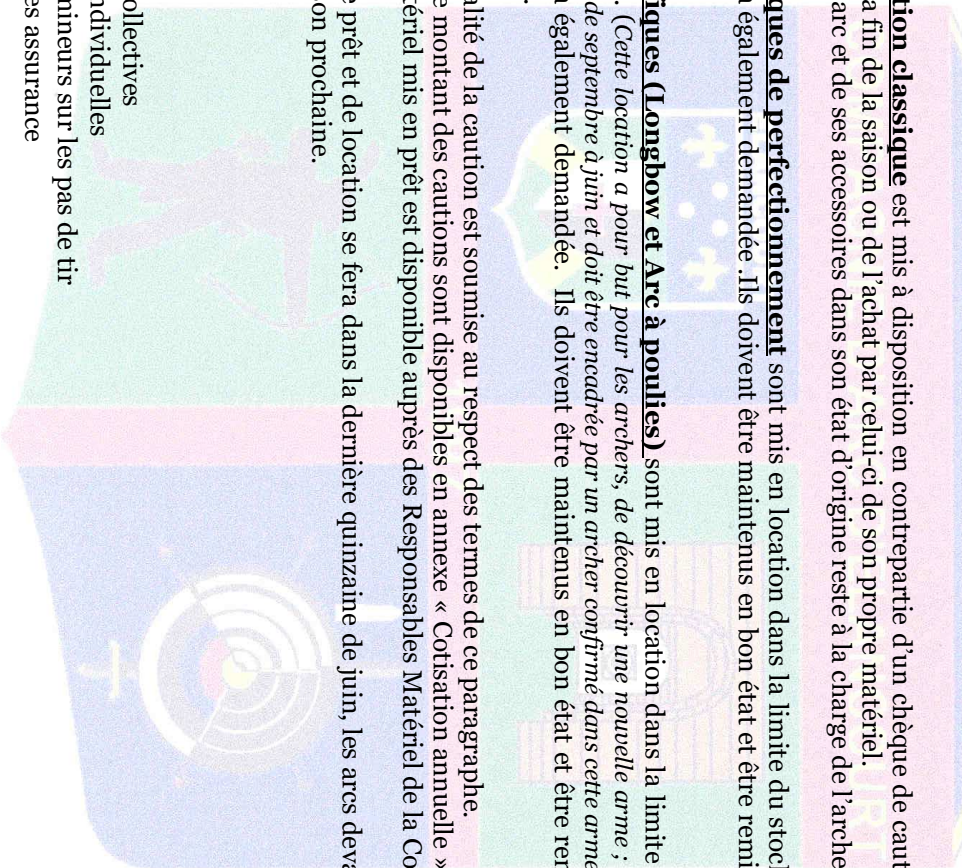 tion classique est mis à disposition en contrepartie d'un chèque de cau
a fin de la saison ou de l'achat par celui-ci de son propre matériel.
arc et de ses accessoires dans son état d'origine reste à la charge de l'arche
ques de perfectionnement sont mis en location dans la limite du stoc
également demandée .Ils doivent être maintenus en bon état et être remi
iques (Longbow et Arc à poulies) sont mis en location dans la limite
. (Cette location a pour but pour les archers, de découvrir une nouvelle arme ;
de septembre à juin et doit être encadrée par un archer confirmé dans cette arme
également demandée. Ils doivent être maintenus en bon état et être rer
.
alité de la caution est soumise au respect des termes de ce paragraphe.
e montant des cautions sont disponibles en annexe « Cotisation annuelle »
tériel mis en prêt est disponible auprès des Responsables Matériel de la Co
e prêt et de location se fera dans la dernière quinzaine de juin, les arcs deva
on prochaine.
ollectives
ndividuelles
mineurs sur les pas de tir
es assurance